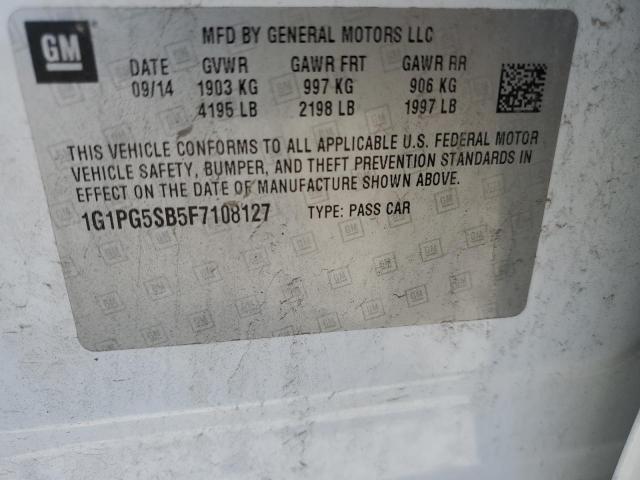 GM
MFD BY GENERAL MOTORS LLC
DATE GVWR GAWR FRT GAWR RR
09/14 1903 KG 997 KG 906 KG
4195 LB 2198 LB 1997 LB
THIS VEHICLE CONFORMS TO ALL APPLICABLE U.S. FEDERAL MOTOR
VEHICLE SAFETY, BUMPER, AND THEFT PREVENTION STANDARDS IN
EFFECT ON THE DATE OF MANUFACTURE SHOWN ABOVE.
1G1PG5SB5F7108127 TYPE: PASS CAR